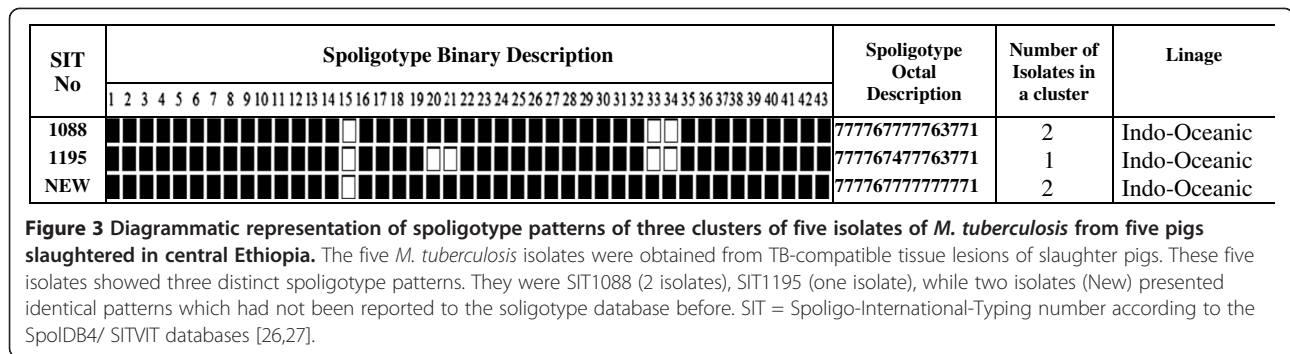 SIT No Spoligotype Binary Description Spoligotype Octal Description Number of Isolates in a cluster Linage
1 2 3 4 5 6 7 8 9 10 11 12 13 14 15 16 17 18 19 20 21 22 23 24 25 26 27 28 29 30 31 32 33 34 35 36 37 38 39 40 41 42 43
1088 777767777763771 2 Indo-Oceanic
1195 777767477763771 1 Indo-Oceanic
NEW 777767777777771 2 Indo-Oceanic
Figure 3 Diagrammatic representation of spoligotype patterns of three clusters of five isolates of M. tuberculosis from five pigs
slaughtered in central Ethiopia. The five M. tuberculosis isolates were obtained from TB-compatible tissue lesions of slaughter pigs. These five
isolates showed three distinct spoligotype patterns. They were SIT1088 (2 isolates), SIT1195 (one isolate), while two isolates (New) presented
identical patterns which had not been reported to the soligotype database before. SIT = Spoligo-International-Typing number according to the
SpolDB4/ SITVIT databases [26,27].